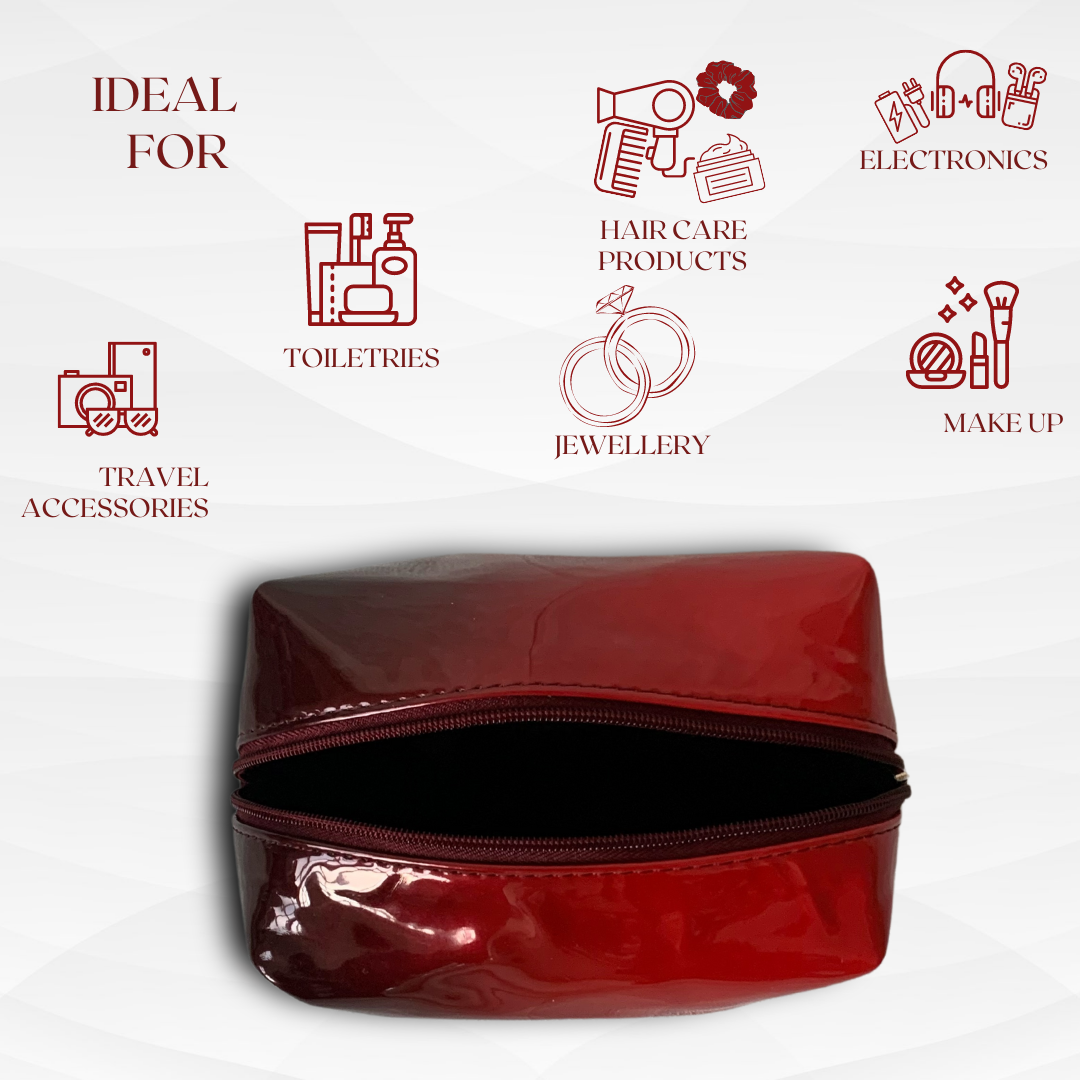 IDEAL
FOR
HAIR CARE
PRODUCTS
ELECTRONICS
TOILETRIES
JEWELLERY
MAKE UP
TRAVEL
ACCESSORIES